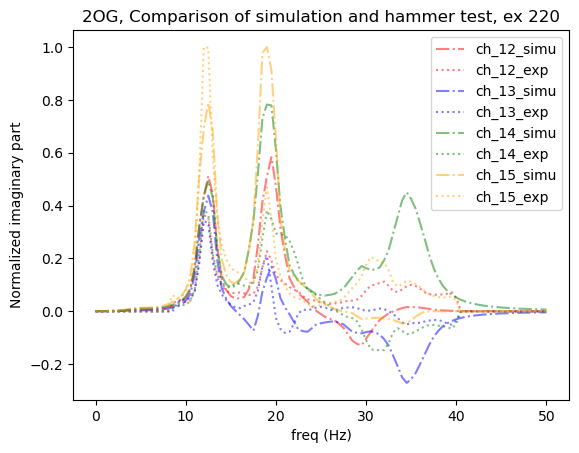 2OG, Comparison of simulation and hammer test, ex 220
Normalized imaginary part
1.0
0.8
0.6
0.4
0.2
0.0
−0.2
ch_12_simu
ch_12_exp
ch_13_simu
ch_13_exp
ch_14_simu
ch_14_exp
ch_15_simu
ch_15_exp
0 10 20 30 40 50
freq (Hz)